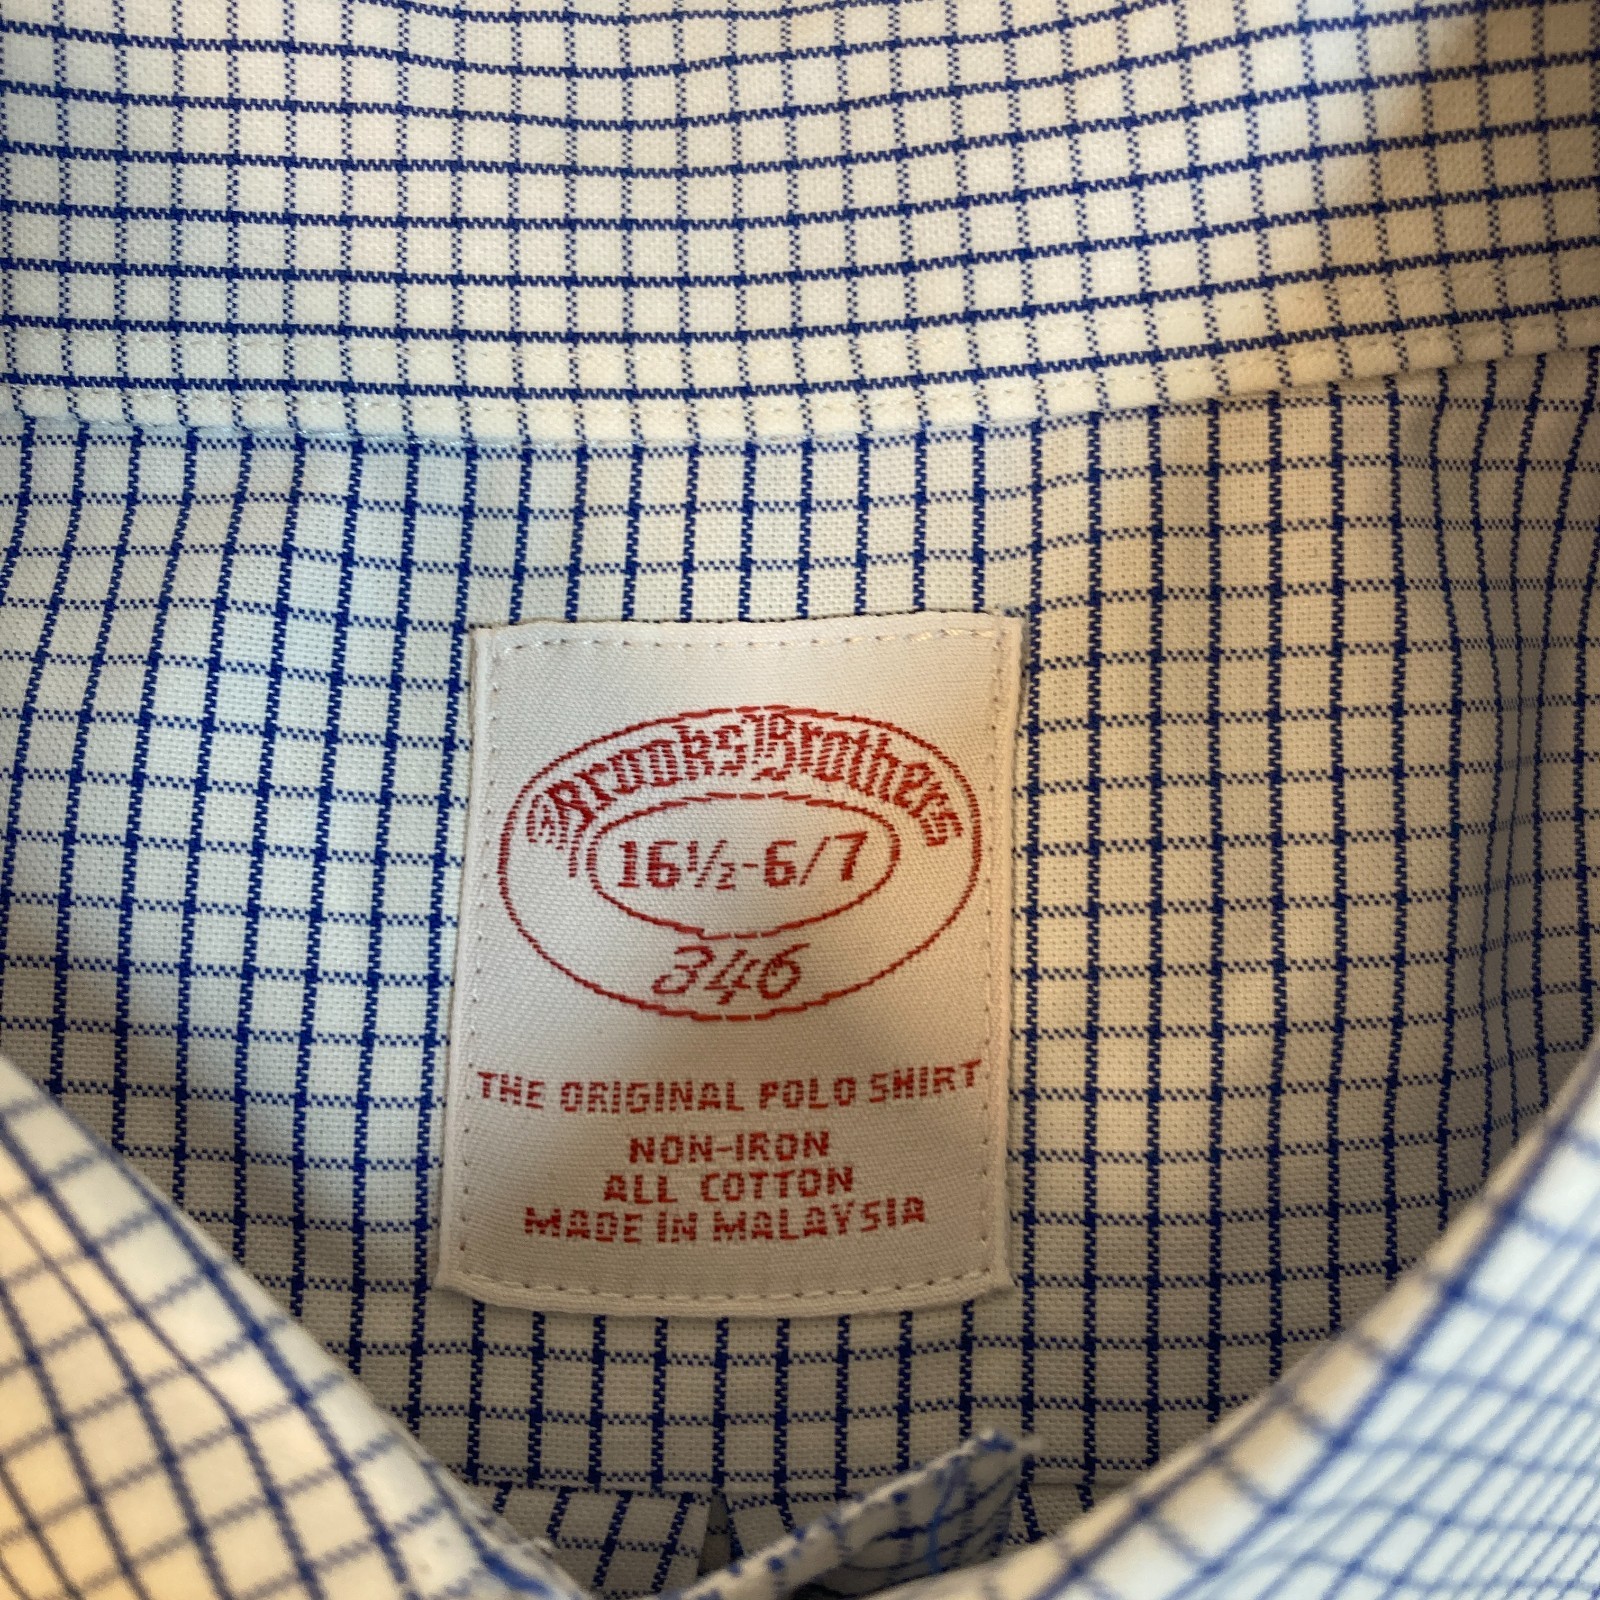 Brooks Brothers
16½-6/7
346
THE ORIGINAL POLO SHIRT
NON-IRON
ALL COTTON
MADE IN MALAYSIA